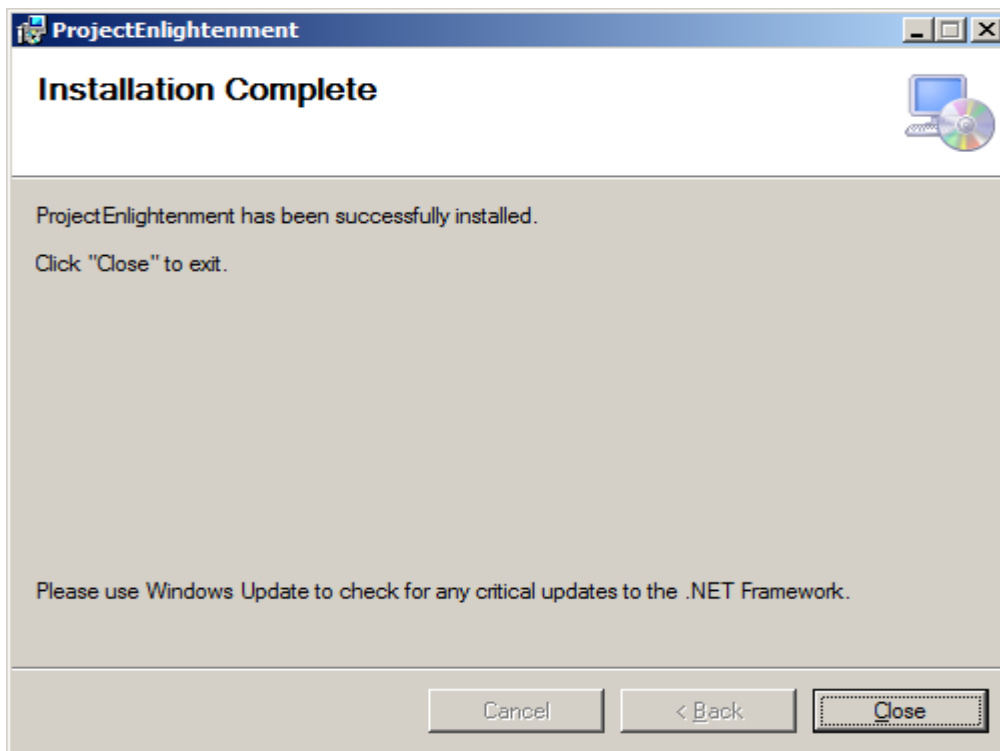 ProjectEnlightenment
Installation Complete
ProjectEnlightenment has been successfully installed.
Click "Close" to exit.
Please use Windows Update to check for any critical updates to the .NET Framework.
Cancel
< Back
Close